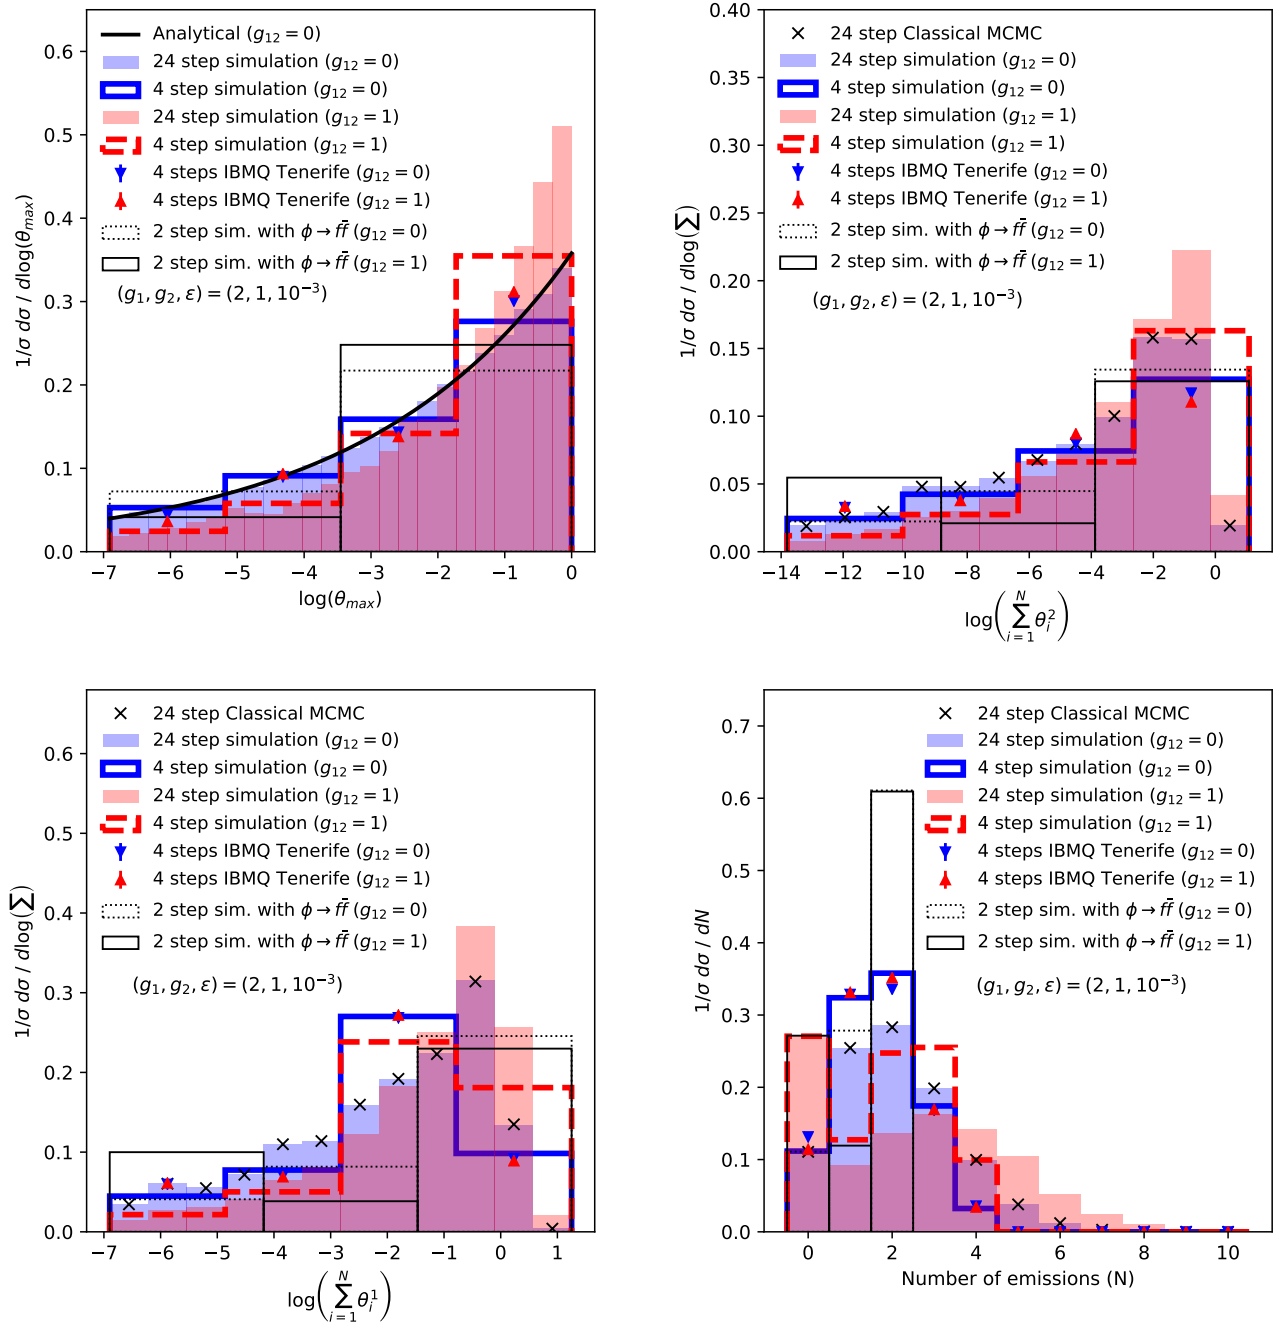 0.6
0.5
0.4
0.3
0.2
0.1
0.0
1/σ dσ / dlog(θ_max)
Analytical (g₁₂ = 0)
24 step simulation (g₁₂ = 0)
4 step simulation (g₁₂ = 0)
24 step simulation (g₁₂ = 1)
4 step simulation (g₁₂ = 1)
4 steps IBMQ Tenerife (g₁₂ = 0)
4 steps IBMQ Tenerife (g₁₂ = 1)
2 step sim. with ϕ → ff̄ (g₁₂ = 0)
2 step sim. with ϕ → ff̄ (g₁₂ = 1)
(g₁, g₂, ε) = (2, 1, 10⁻³)
−7 −6 −5 −4 −3 −2 −1 0
log(θ_max)
0.40
0.35
0.30
0.25
0.20
0.15
0.10
0.05
0.00
1/σ dσ / dlog(∑)
24 step Classical MCMC
24 step simulation (g₁₂ = 0)
4 step simulation (g₁₂ = 0)
24 step simulation (g₁₂ = 1)
4 step simulation (g₁₂ = 1)
4 steps IBMQ Tenerife (g₁₂ = 0)
4 steps IBMQ Tenerife (g₁₂ = 1)
2 step sim. with ϕ → ff̄ (g₁₂ = 0)
2 step sim. with ϕ → ff̄ (g₁₂ = 1)
(g₁, g₂, ε) = (2, 1, 10⁻³)
−14 −12 −10 −8 −6 −4 −2 0
log(∑_{i=1}^{N} θ_i^2)
0.6
0.5
0.4
0.3
0.2
0.1
0.0
1/σ dσ / dlog(∑)
24 step Classical MCMC
24 step simulation (g₁₂ = 0)
4 step simulation (g₁₂ = 0)
24 step simulation (g₁₂ = 1)
4 step simulation (g₁₂ = 1)
4 steps IBMQ Tenerife (g₁₂ = 0)
4 steps IBMQ Tenerife (g₁₂ = 1)
2 step sim. with ϕ → ff̄ (g₁₂ = 0)
2 step sim. with ϕ → ff̄ (g₁₂ = 1)
(g₁, g₂, ε) = (2, 1, 10⁻³)
−7 −6 −5 −4 −3 −2 −1 0 1
log(∑_{i=1}^{N} θ_i^1)
0.7
0.6
0.5
0.4
0.3
0.2
0.1
0.0
1/σ dσ / dN
24 step Classical MCMC
24 step simulation (g₁₂ = 0)
4 step simulation (g₁₂ = 0)
24 step simulation (g₁₂ = 1)
4 step simulation (g₁₂ = 1)
4 steps IBMQ Tenerife (g₁₂ = 0)
4 steps IBMQ Tenerife (g₁₂ = 1)
2 step sim. with ϕ → ff̄ (g₁₂ = 0)
2 step sim. with ϕ → ff̄ (g₁₂ = 1)
(g₁, g₂, ε) = (2, 1, 10⁻³)
0 2 4 6 8 10
Number of emissions (N)